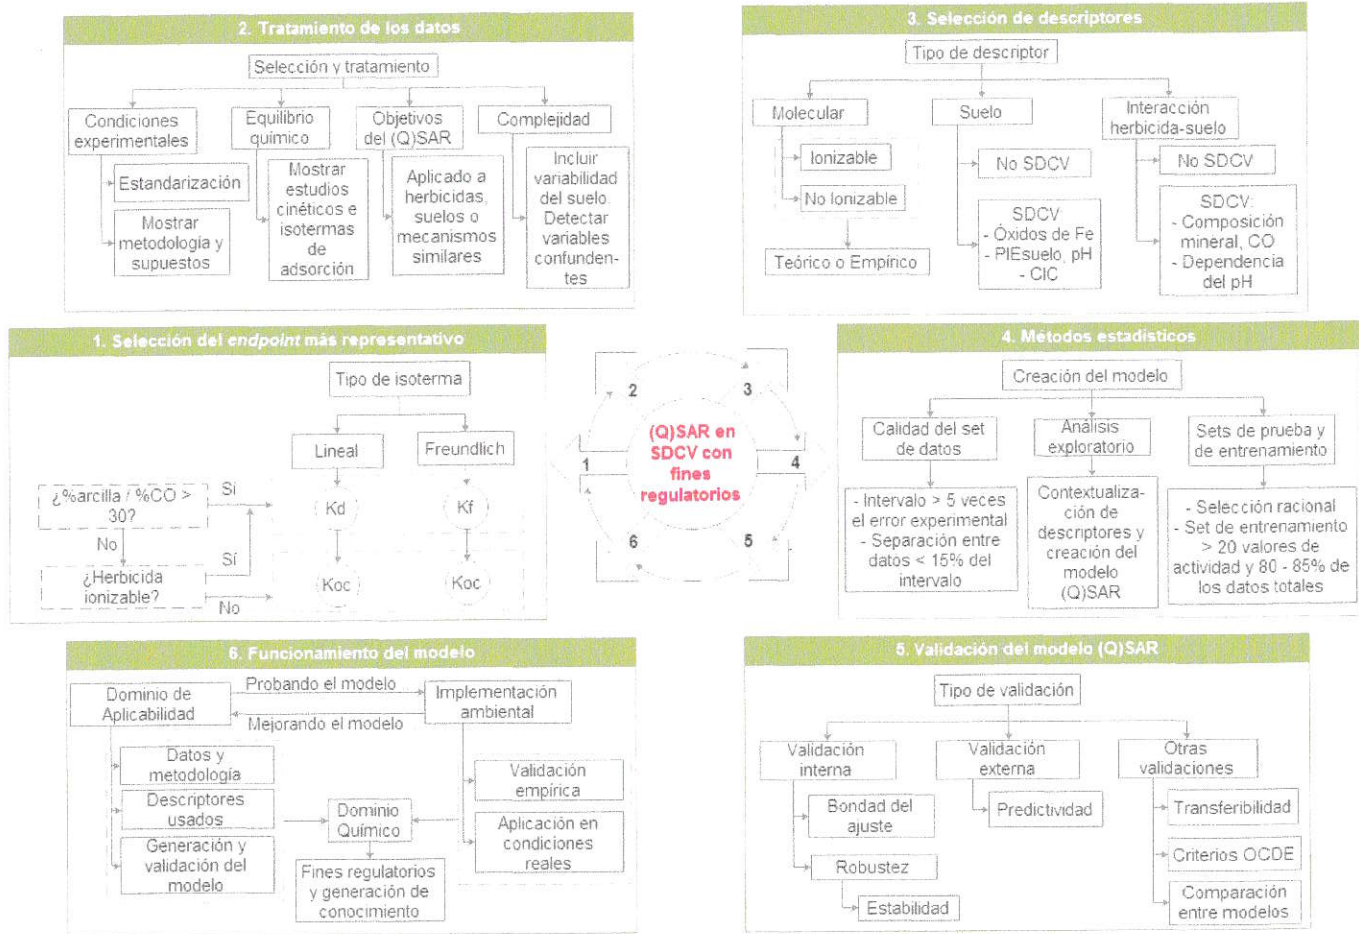 2. Tratamiento de los datos
Selección y tratamiento
Condiciones
experimentales
Equilibrio
químico
Objetivos
del (Q)SAR
Complejidad
Estandarización
Mostrar
metodología y
supuestos
Mostrar
estudios
cinéticos e
isotermas
de
adsorción
Aplicado a
herbicidas,
suelos o
mecanismos
similares
Incluir
variabilidad
del suelo.
Detectar
variables
confunden-
tes
3. Selección de descriptores
Tipo de descriptor
Molecular
Suelo
Interacción
herbicida-suelo
Ionizable
No Ionizable
Teórico o Empírico
No SDCV
SDCV:
- Óxidos de Fe
- PIEsuelo, pH
- CIC
No SDCV
SDCV:
- Composición
mineral, CO
- Dependencia
del pH
1. Selección del endpoint más representativo
Tipo de isoterma
Lineal
Freundlich
¿%arcilla / %CO >
30?
Sí
No
Kd
Kf
¿Herbicida
ionizable?
Sí
No
Koc
Koc
(Q)SAR en
SDCV con
fines
regulatorios
1
2
3
4
5
6
4. Métodos estadísticos
Creación del modelo
Calidad del set
de datos
Análisis
exploratorio
Sets de prueba y
de entrenamiento
- Intervalo > 5 veces
el error experimental
- Separación entre
datos < 15% del
intervalo
Contextualiza-
ción de
descriptores y
creación del
modelo
(Q)SAR
- Selección racional
- Set de entrenamiento
> 20 valores de
actividad y 80 - 85% de
los datos totales
6. Funcionamiento del modelo
Dominio de
Aplicabilidad
Probando el modelo
Mejorando el modelo
Implementación
ambiental
Datos y
metodología
Descriptores
usados
Generación y
validación del
modelo
Dominio
Químico
Fines regulatorios
y generación de
conocimiento
Validación
empírica
Aplicación en
condiciones
reales
5. Validación del modelo (Q)SAR
Tipo de validación
Validación
interna
Validación
externa
Otras
validaciones
Bondad del
ajuste
Robustez
Estabilidad
Predictividad
Transferibilidad
Criterios OCDE
Comparación
entre modelos